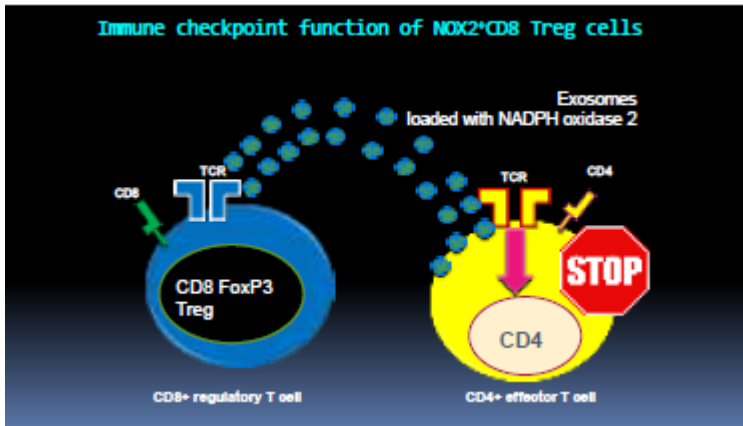 Immune checkpoint function of NOX2⁺CD8 Treg cells
Exosomes
loaded with NADPH oxidase 2
TCR
CD8
TCR
CD4
STOP
CD8 FoxP3
Treg
CD4
CD8+ regulatory T cell
CD4+ effector T cell